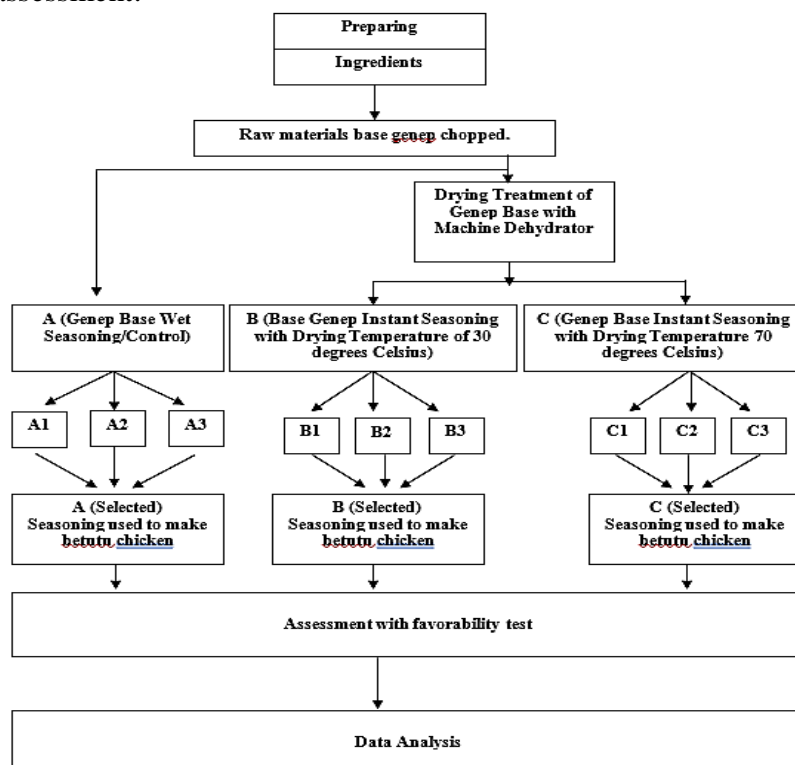 Assessment.
Preparing
Ingredients
Raw materials base genep chopped.
Drying Treatment of
Genep Base with
Machine Dehydrator
A (Genep Base Wet
Seasoning/Control)
B (Base Genep Instant Seasoning
with Drying Temperature of 30
degrees Celsius)
C (Genep Base Instant Seasoning
with Drying Temperature 70
degrees Celsius)
A1
A2
A3
B1
B2
B3
C1
C2
C3
A (Selected)
Seasoning used to make
betutu chicken
B (Selected)
Seasoning used to make
betutu chicken
C (Selected)
Seasoning used to make
betutu chicken
Assessment with favorability test
Data Analysis